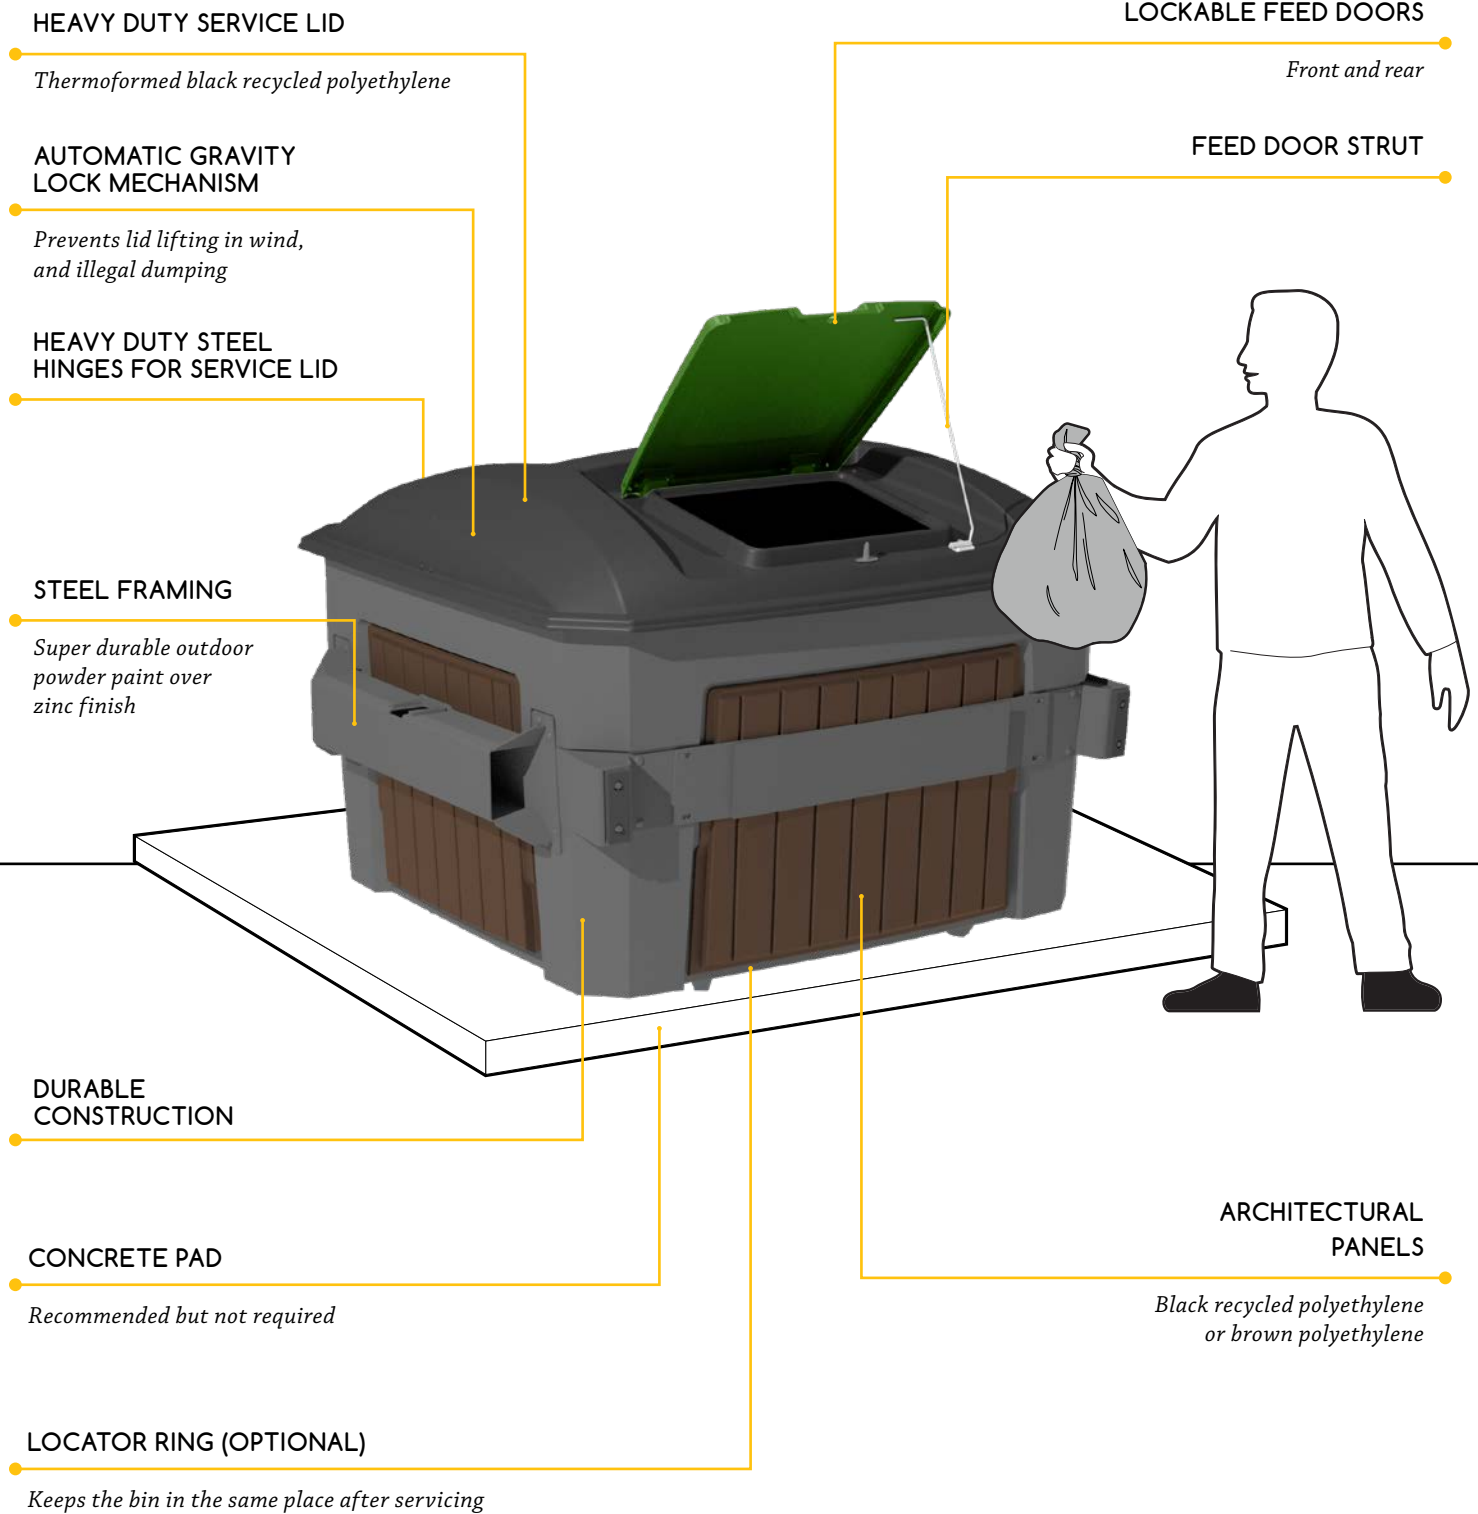 HEAVY DUTY SERVICE LID
Thermoformed black recycled polyethylene
AUTOMATIC GRAVITY
LOCK MECHANISM
Prevents lid lifting in wind,
and illegal dumping
HEAVY DUTY STEEL
HINGES FOR SERVICE LID
STEEL FRAMING
Super durable outdoor
powder paint over
zinc finish
DURABLE
CONSTRUCTION
CONCRETE PAD
Recommended but not required
LOCATOR RING (OPTIONAL)
Keeps the bin in the same place after servicing
LOCKABLE FEED DOORS
Front and rear
FEED DOOR STRUT
ARCHITECTURAL
PANELS
Black recycled polyethylene
or brown polyethylene